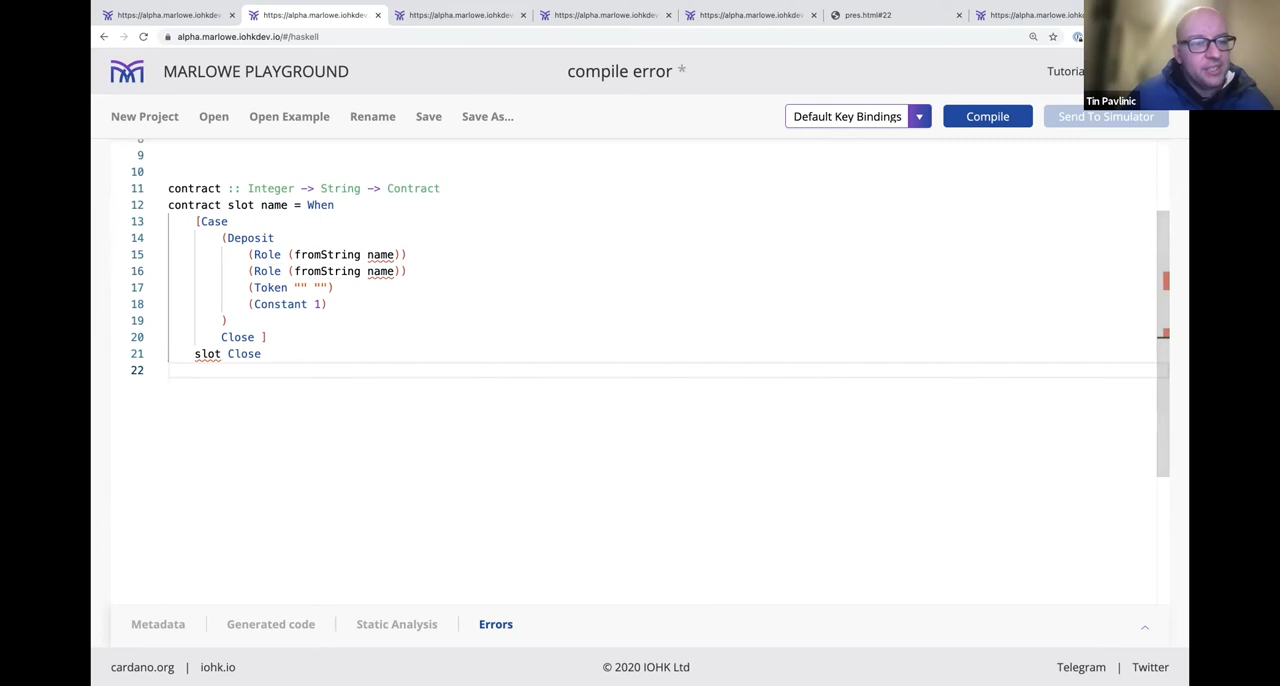 https://alpha.marlowe.iohkdev. https://alpha.marlowe.iohkdev. https://alpha.marlowe.iohkdev. https://alpha.marlowe.iohkdev. https://alpha.marlowe.iohkdev. pres.html#22 https://alpha.marlowe.iohkdev.
alpha.marlowe.iohkdev.io/#/haskell
MARLOWE PLAYGROUND compile error * Tutoria
Tin Pavlinic
New Project Open Open Example Rename Save Save As... Default Key Bindings Compile Send To Simulator
9
10
11 contract :: Integer -> String -> Contract
12 contract slot name = When
13 [Case
14 (Deposit
15 (Role (fromString name))
16 (Role (fromString name))
17 (Token "" "")
18 (Constant 1)
19 )
20 Close ]
21 slot Close
22
Metadata | Generated code | Static Analysis | Errors
cardano.org | iohk.io © 2020 IOHK Ltd Telegram | Twitter